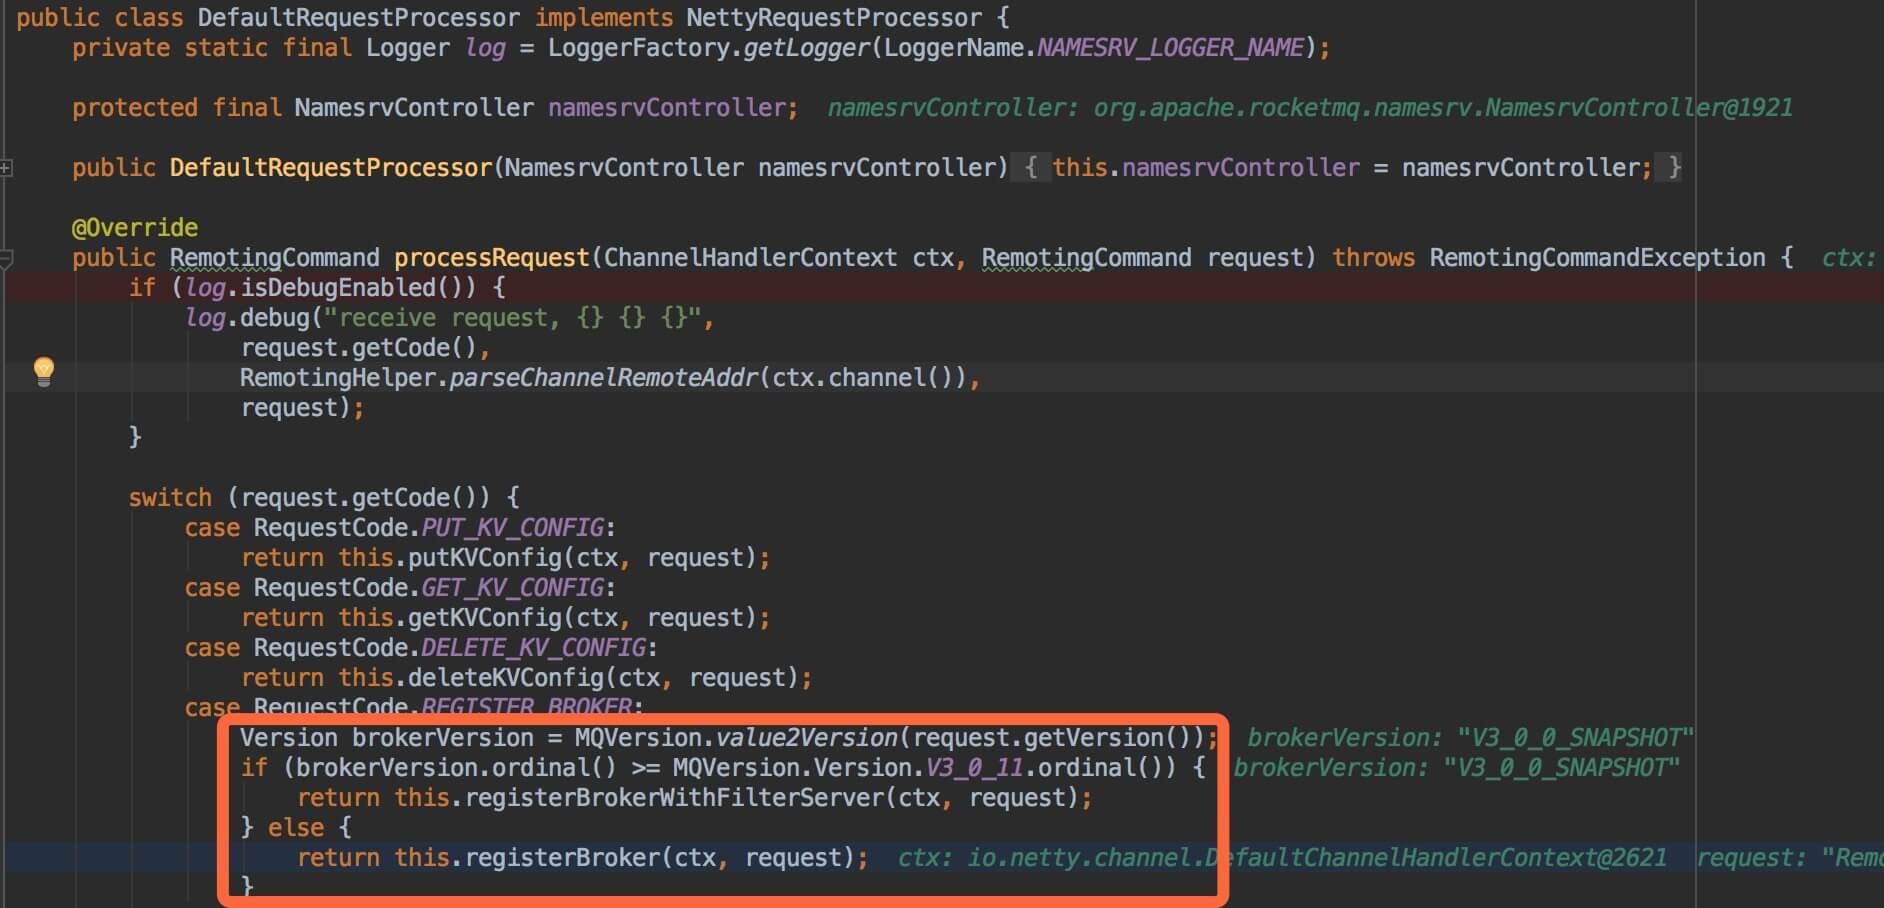 public class DefaultRequestProcessor implements NettyRequestProcessor {
    private static final Logger log = LoggerFactory.getLogger(LoggerName.NAMESRV_LOGGER_NAME);
    protected final NamesrvController namesrvController;  namesrvController: org.apache.rocketmq.namesrv.NamesrvController@1921
    public DefaultRequestProcessor(NamesrvController namesrvController) { this.namesrvController = namesrvController; }
    @Override
    public RemotingCommand processRequest(ChannelHandlerContext ctx, RemotingCommand request) throws RemotingCommandException {  ctx:
        if (log.isDebugEnabled()) {
            log.debug("receive request, {} {} {}",
                request.getCode(),
                RemotingHelper.parseChannelRemoteAddr(ctx.channel()),
                request);
        }
        switch (request.getCode()) {
            case RequestCode.PUT_KV_CONFIG:
                return this.putKVConfig(ctx, request);
            case RequestCode.GET_KV_CONFIG:
                return this.getKVConfig(ctx, request);
            case RequestCode.DELETE_KV_CONFIG:
                return this.deleteKVConfig(ctx, request);
            case RequestCode.REGISTER_BROKER:
                Version brokerVersion = MQVersion.value2Version(request.getVersion());  brokerVersion: "V3_0_0_SNAPSHOT"
                if (brokerVersion.ordinal() >= MQVersion.Version.V3_0_11.ordinal()) {  brokerVersion: "V3_0_0_SNAPSHOT"
                    return this.registerBrokerWithFilterServer(ctx, request);
                } else {
                    return this.registerBroker(ctx, request);  ctx: io.netty.channel.DefaultChannelHandlerContext@2621  request: "Remo
                }